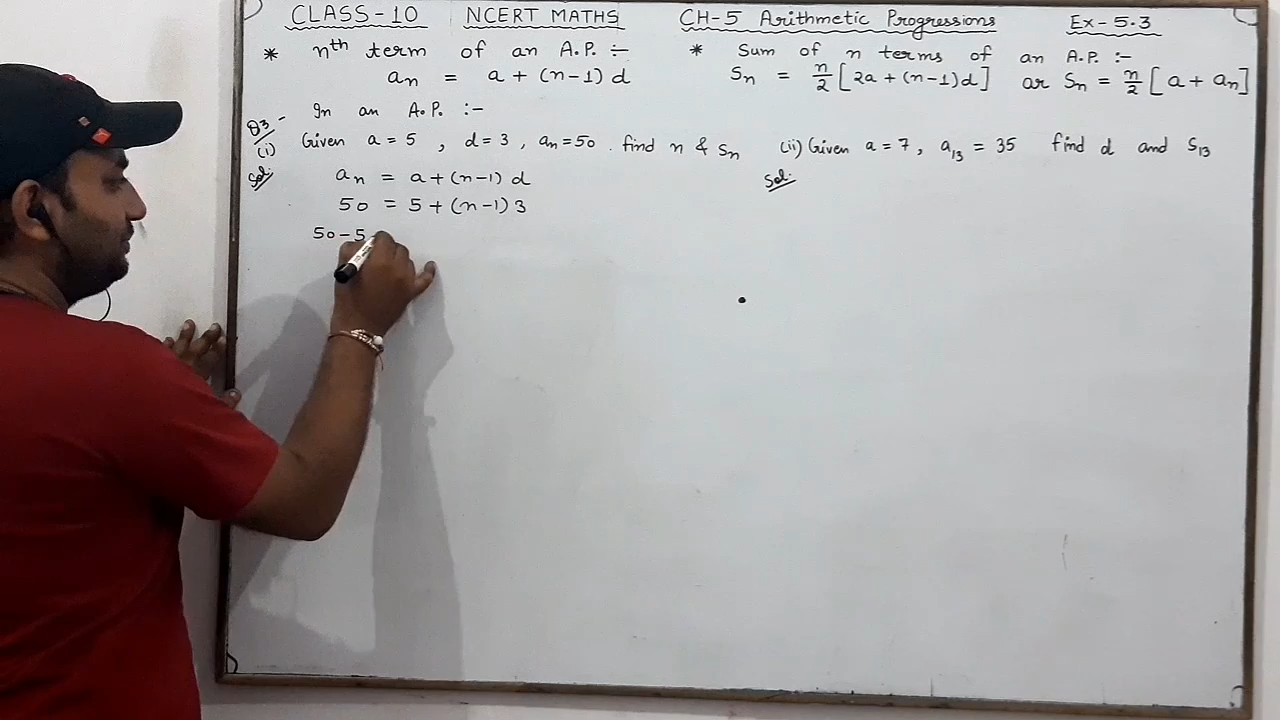 CLASS-10 NCERT MATHS CH-5 Arithmetic Progressions Ex-5.3
* nth term of an A.P. :-
an = a + (n-1) d
* Sum of n terms of an A.P. :-
Sn = n/2 [2a + (n-1)d] or Sn = n/2 [a + an]
Q3- In an A.P. :-
(i) Given a = 5 , d = 3 , an = 50 . find n & Sn
Sol:
an = a + (n-1) d
50 = 5 + (n-1) 3
50 - 5
(ii) Given a = 7 , a13 = 35 find d and S13
Sol: